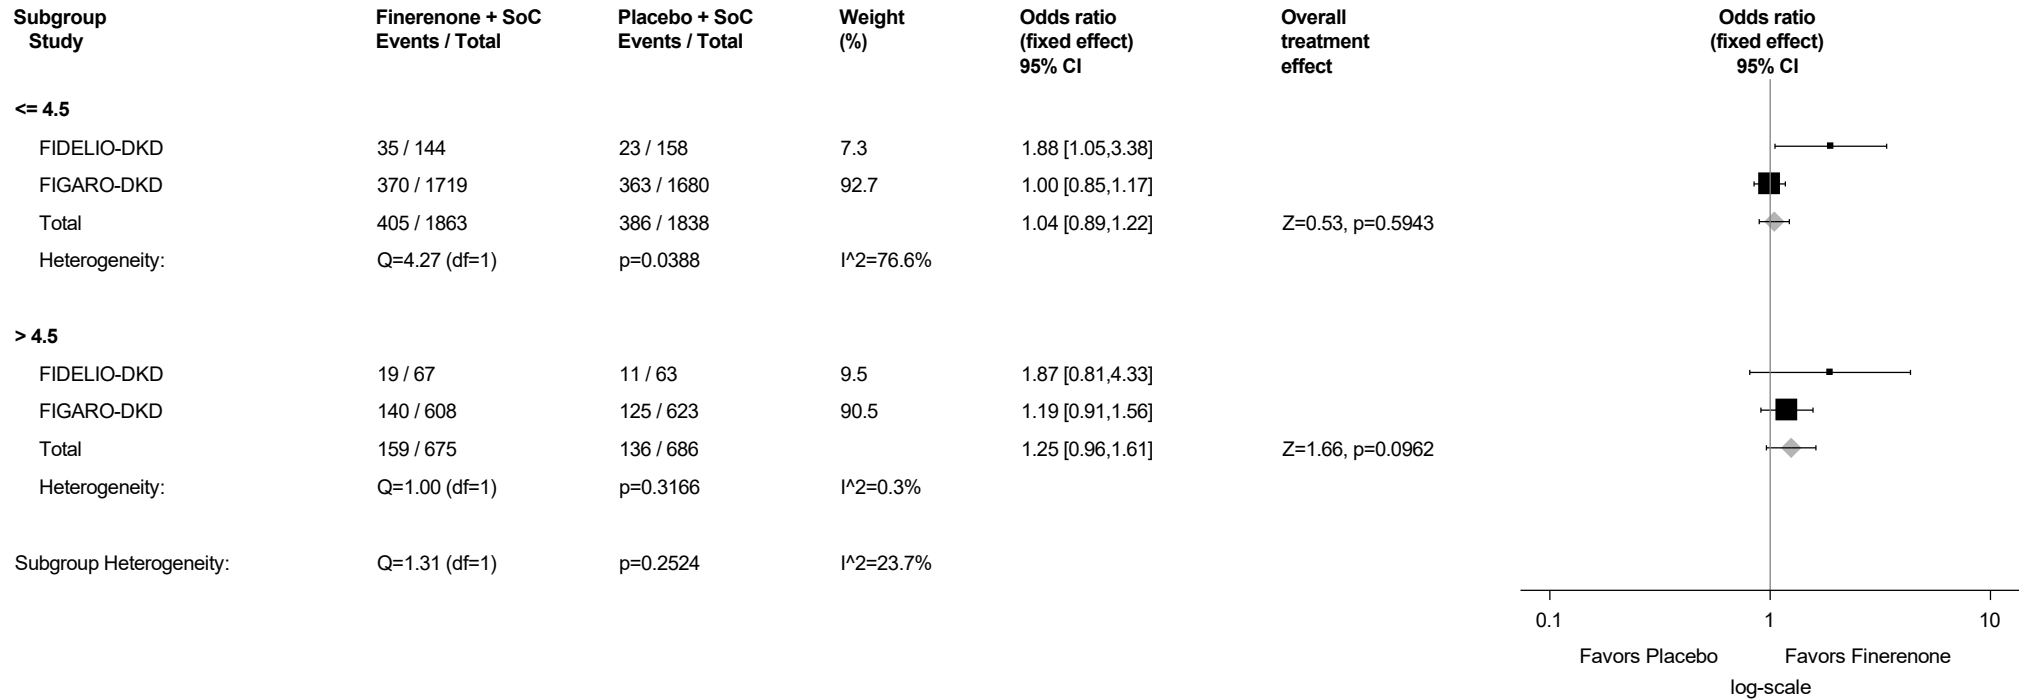 Subgroup Finerenone + SoC Placebo + SoC Weight Odds ratio Overall Odds ratio
Study Events / Total Events / Total (%) (fixed effect) treatment (fixed effect)
95% CI effect 95% CI
<= 4.5
FIDELIO-DKD 35 / 144 23 / 158 7.3 1.88 [1.05,3.38]
FIGARO-DKD 370 / 1719 363 / 1680 92.7 1.00 [0.85,1.17]
Total 405 / 1863 386 / 1838 1.04 [0.89,1.22] Z=0.53, p=0.5943
Heterogeneity: Q=4.27 (df=1) p=0.0388 I^2=76.6%
> 4.5
FIDELIO-DKD 19 / 67 11 / 63 9.5 1.87 [0.81,4.33]
FIGARO-DKD 140 / 608 125 / 623 90.5 1.19 [0.91,1.56]
Total 159 / 675 136 / 686 1.25 [0.96,1.61] Z=1.66, p=0.0962
Heterogeneity: Q=1.00 (df=1) p=0.3166 I^2=0.3%
Subgroup Heterogeneity: Q=1.31 (df=1) p=0.2524 I^2=23.7%
0.1 1 10
Favors Placebo Favors Finerenone
log-scale